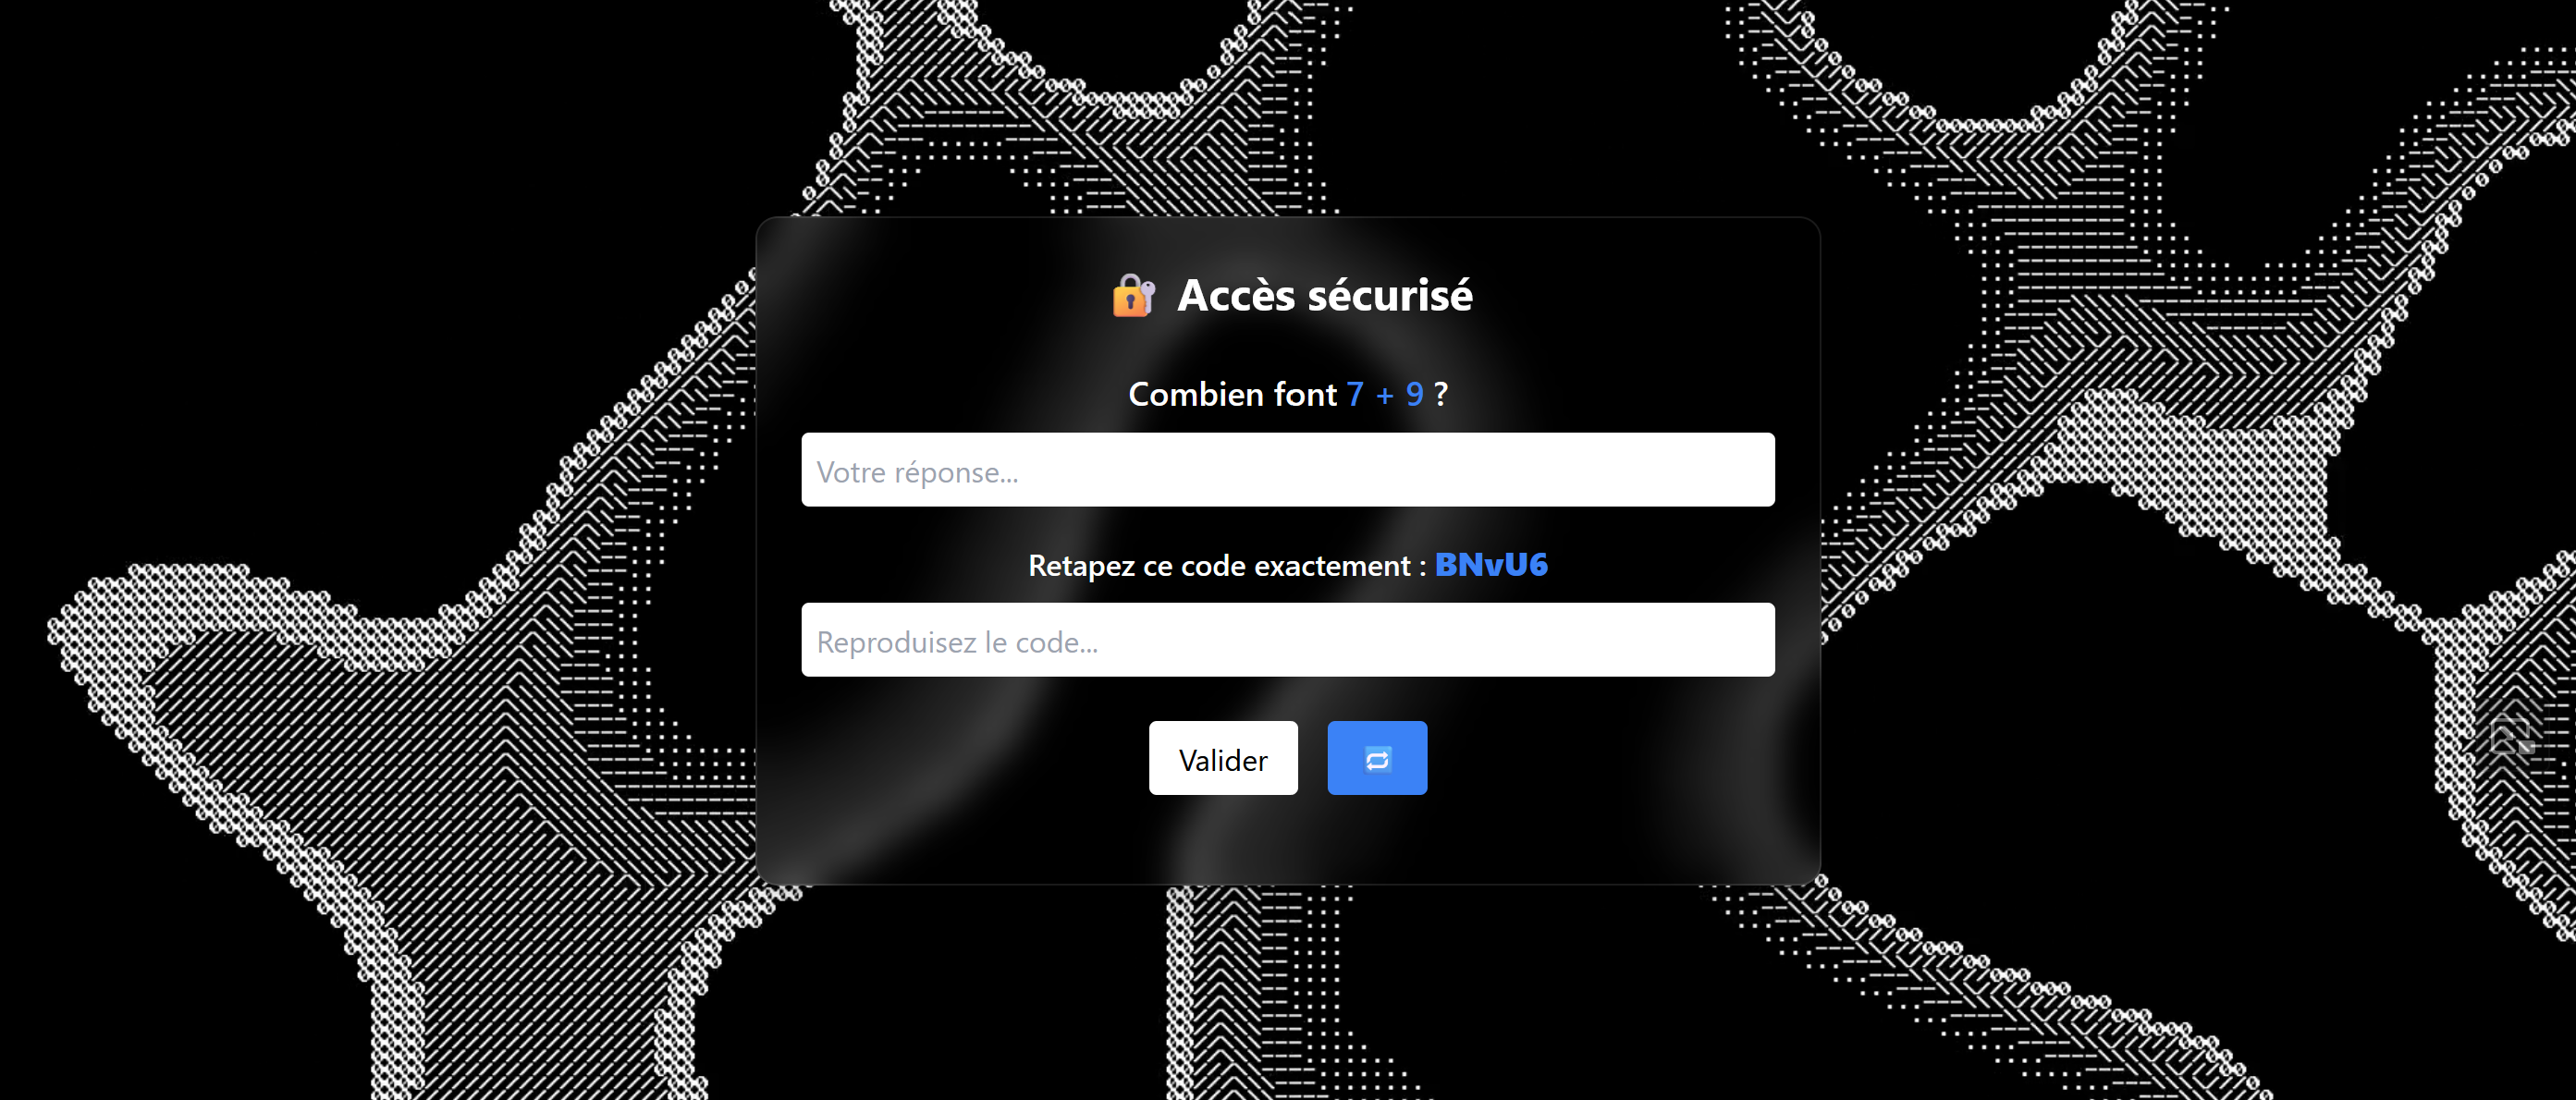 🔐 Accès sécurisé
Combien font 7 + 9 ?
Votre réponse...
Retapez ce code exactement : BNvU6
Reproduisez le code...
Valider 🔁